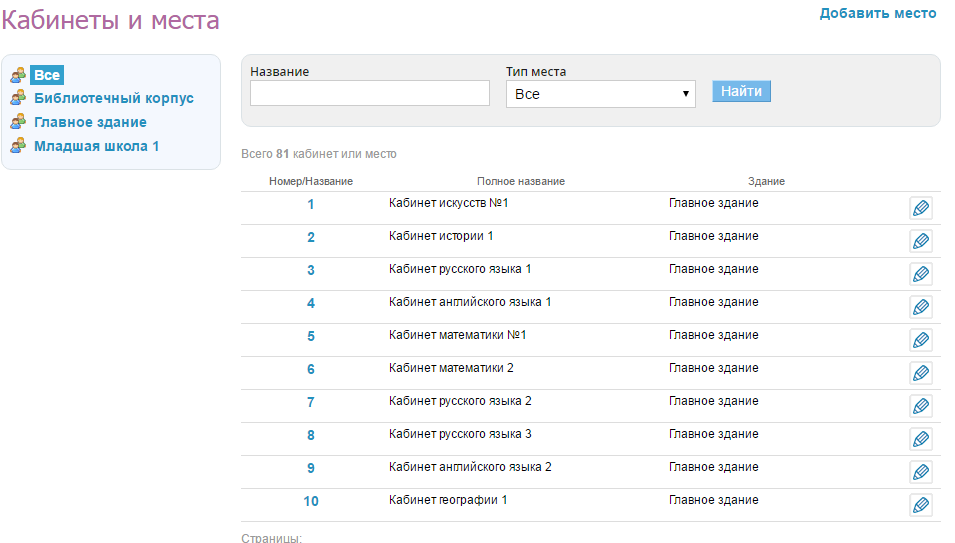 Кабинеты и места
Добавить место
Все
Библиотечный корпус
Главное здание
Младшая школа 1
Название
Тип места
Все
Найти
Всего 81 кабинет или место
Номер/Название Полное название Здание
1 Кабинет искусств №1 Главное здание
2 Кабинет истории 1 Главное здание
3 Кабинет русского языка 1 Главное здание
4 Кабинет английского языка 1 Главное здание
5 Кабинет математики №1 Главное здание
6 Кабинет математики 2 Главное здание
7 Кабинет русского языка 2 Главное здание
8 Кабинет русского языка 3 Главное здание
9 Кабинет английского языка 2 Главное здание
10 Кабинет географии 1 Главное здание
Страницы: